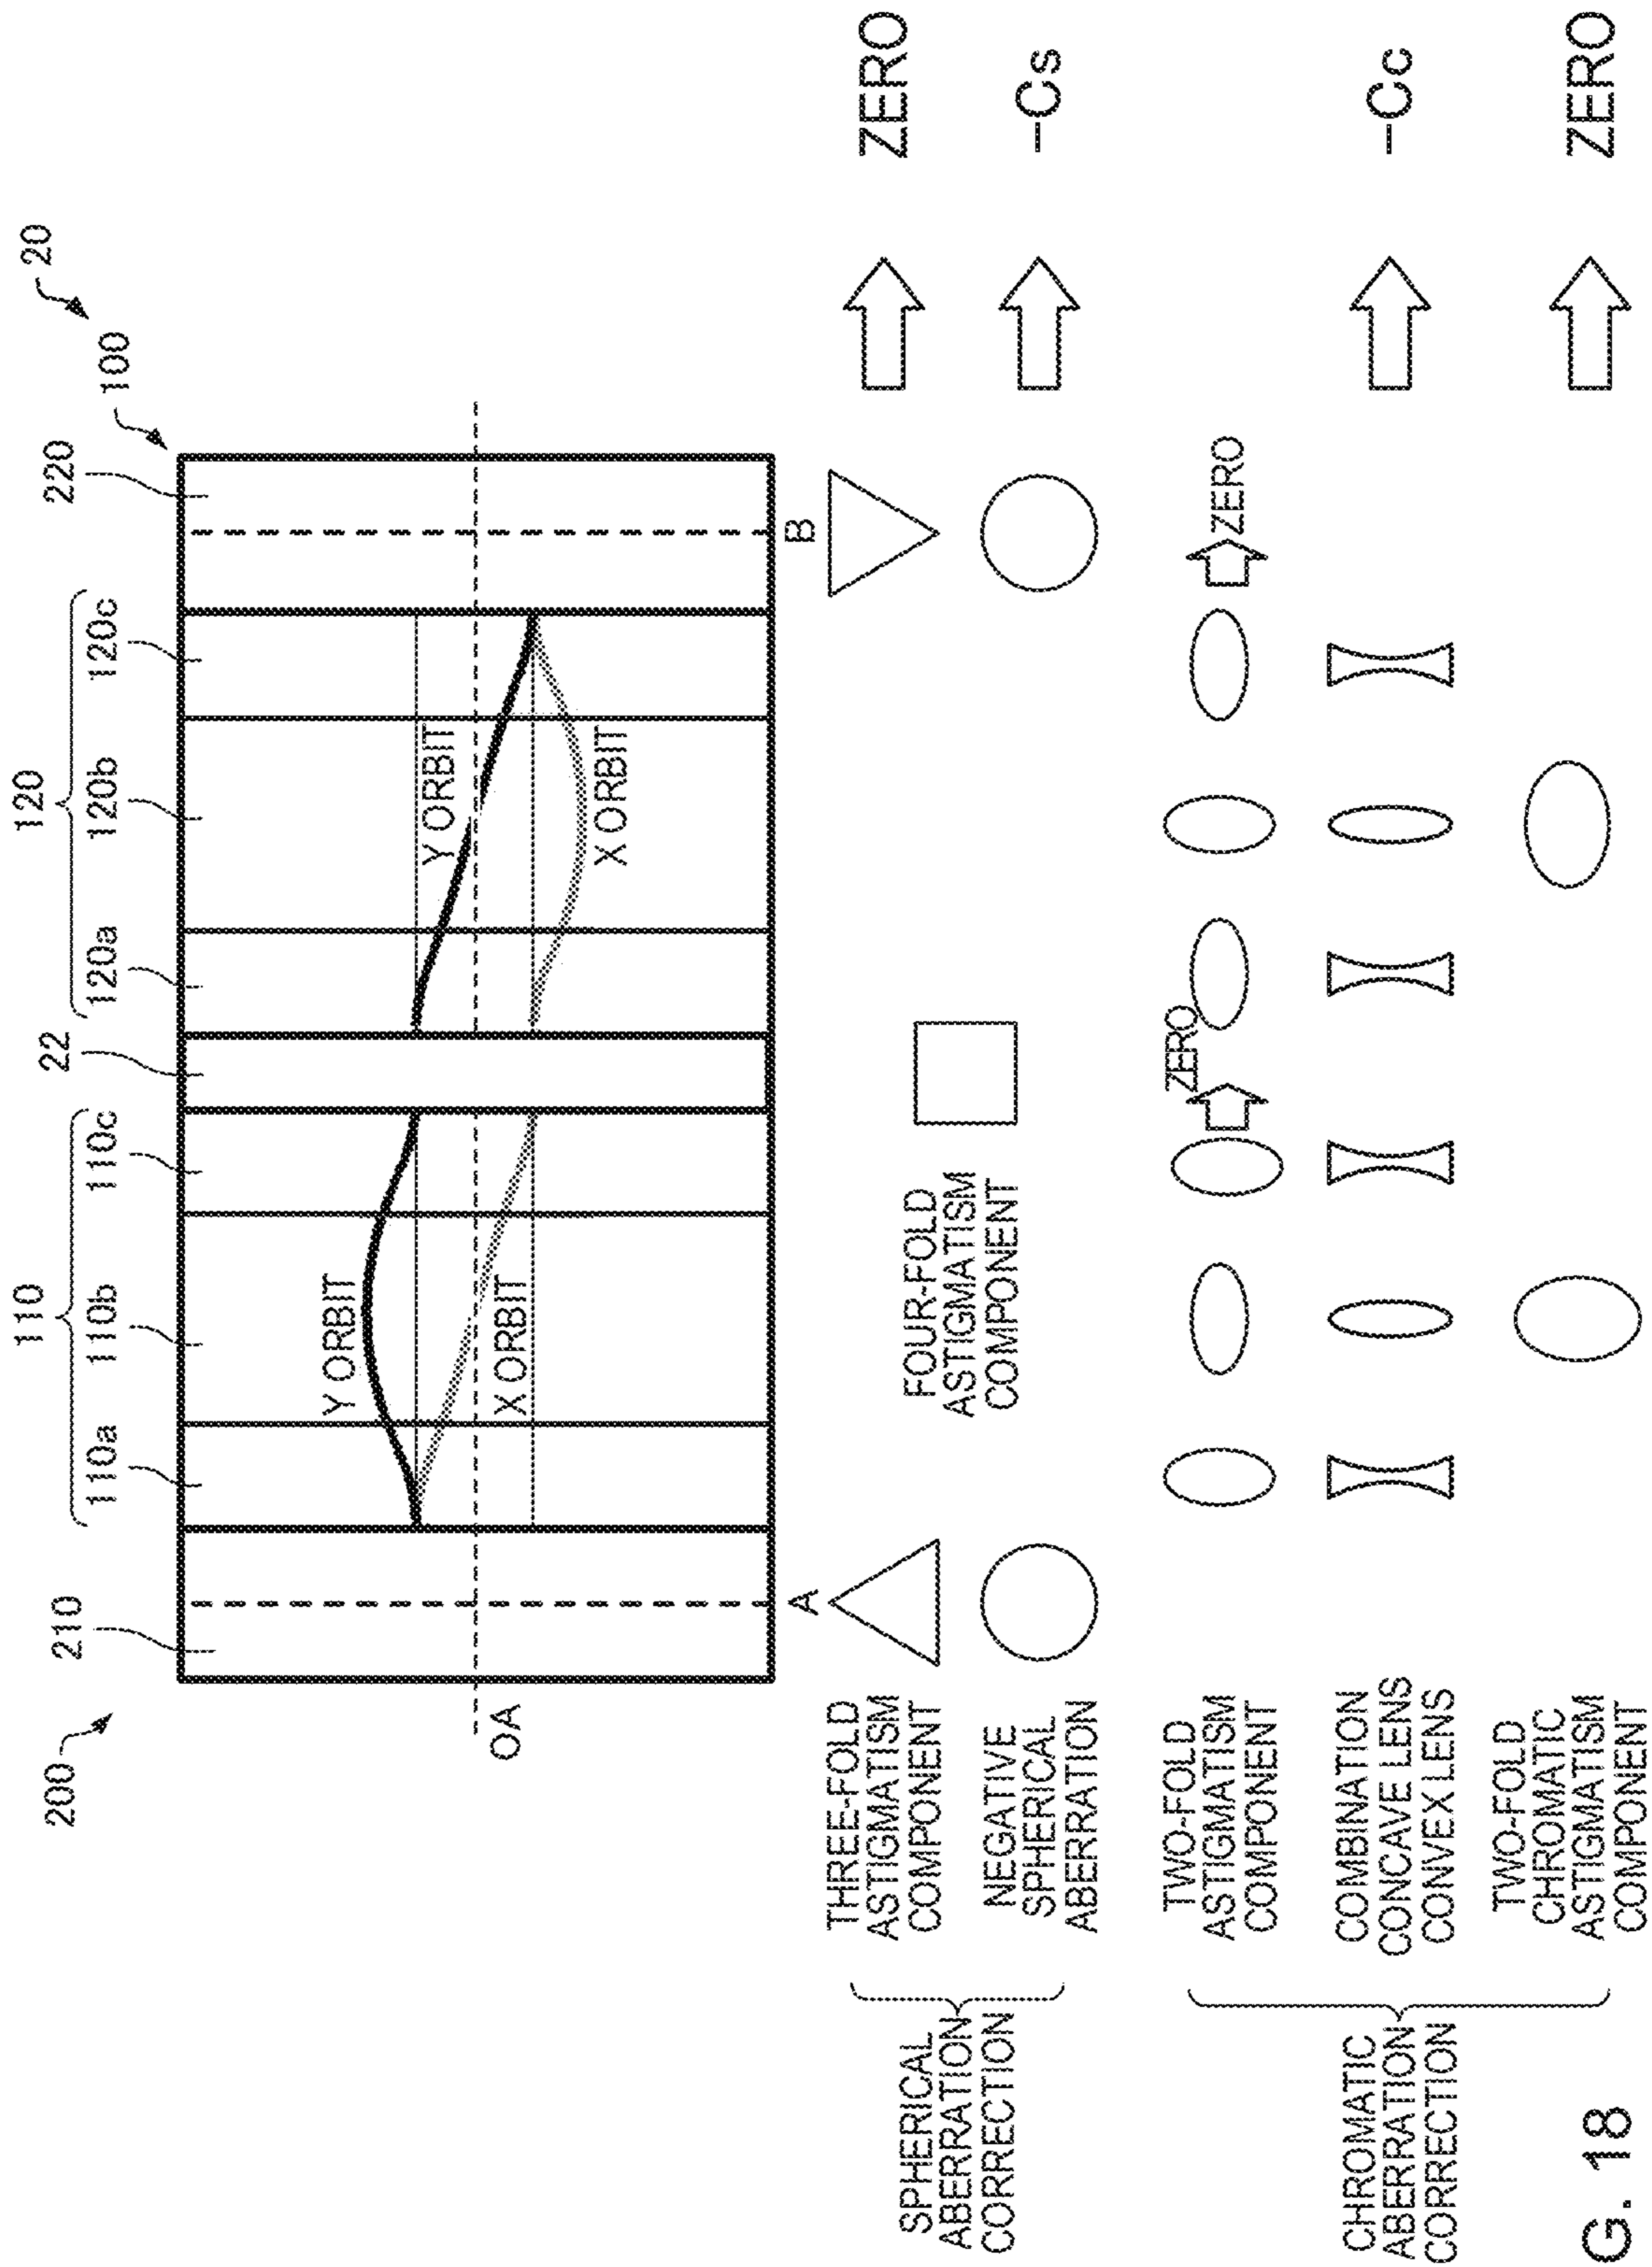 20
200
100
210
110
110a
110b
110c
22
120
120a
120b
120c
220
Y ORBIT
X ORBIT
Y ORBIT
X ORBIT
OA
A
B
SPHERICAL
ABERRATION
CORRECTION
THREE-FOLD
ASTIGMATISM
COMPONENT
ZERO
NEGATIVE
SPHERICAL
ABERRATION
-Cs
FOUR-FOLD
ASTIGMATISM
COMPONENT
CHROMATIC
ABERRATION
CORRECTION
TWO-FOLD
ASTIGMATISM
COMPONENT
ZERO
ZERO
COMBINATION
CONCAVE LENS
CONVEX LENS
-Cc
TWO-FOLD
CHROMATIC
ASTIGMATISM
COMPONENT
ZERO
G. 18